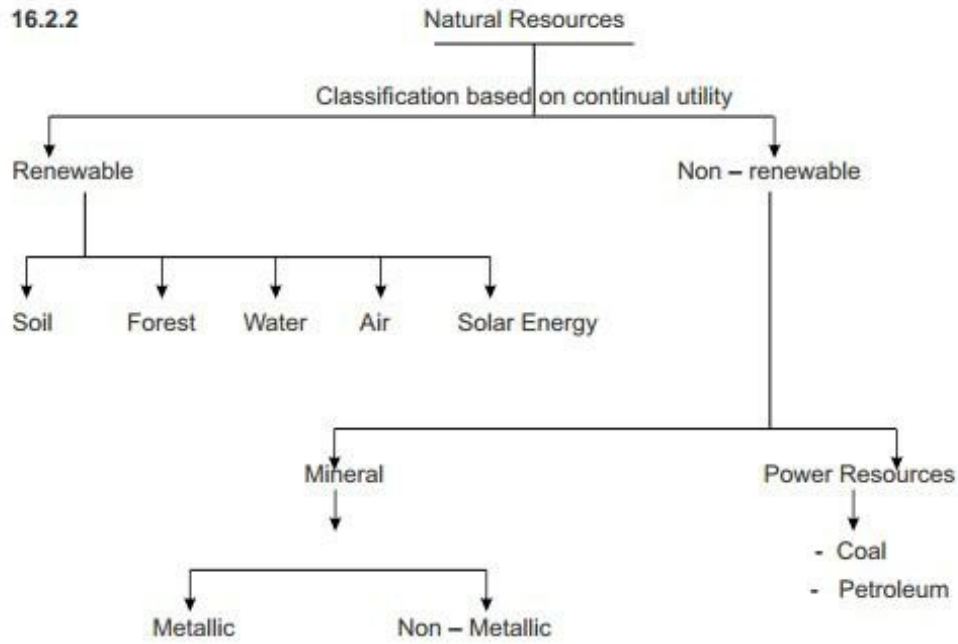 16.2.2
Natural Resources
Classification based on continual utility
Renewable
Non – renewable
Soil
Forest
Water
Air
Solar Energy
Mineral
Power Resources
- Coal
- Petroleum
Metallic
Non – Metallic